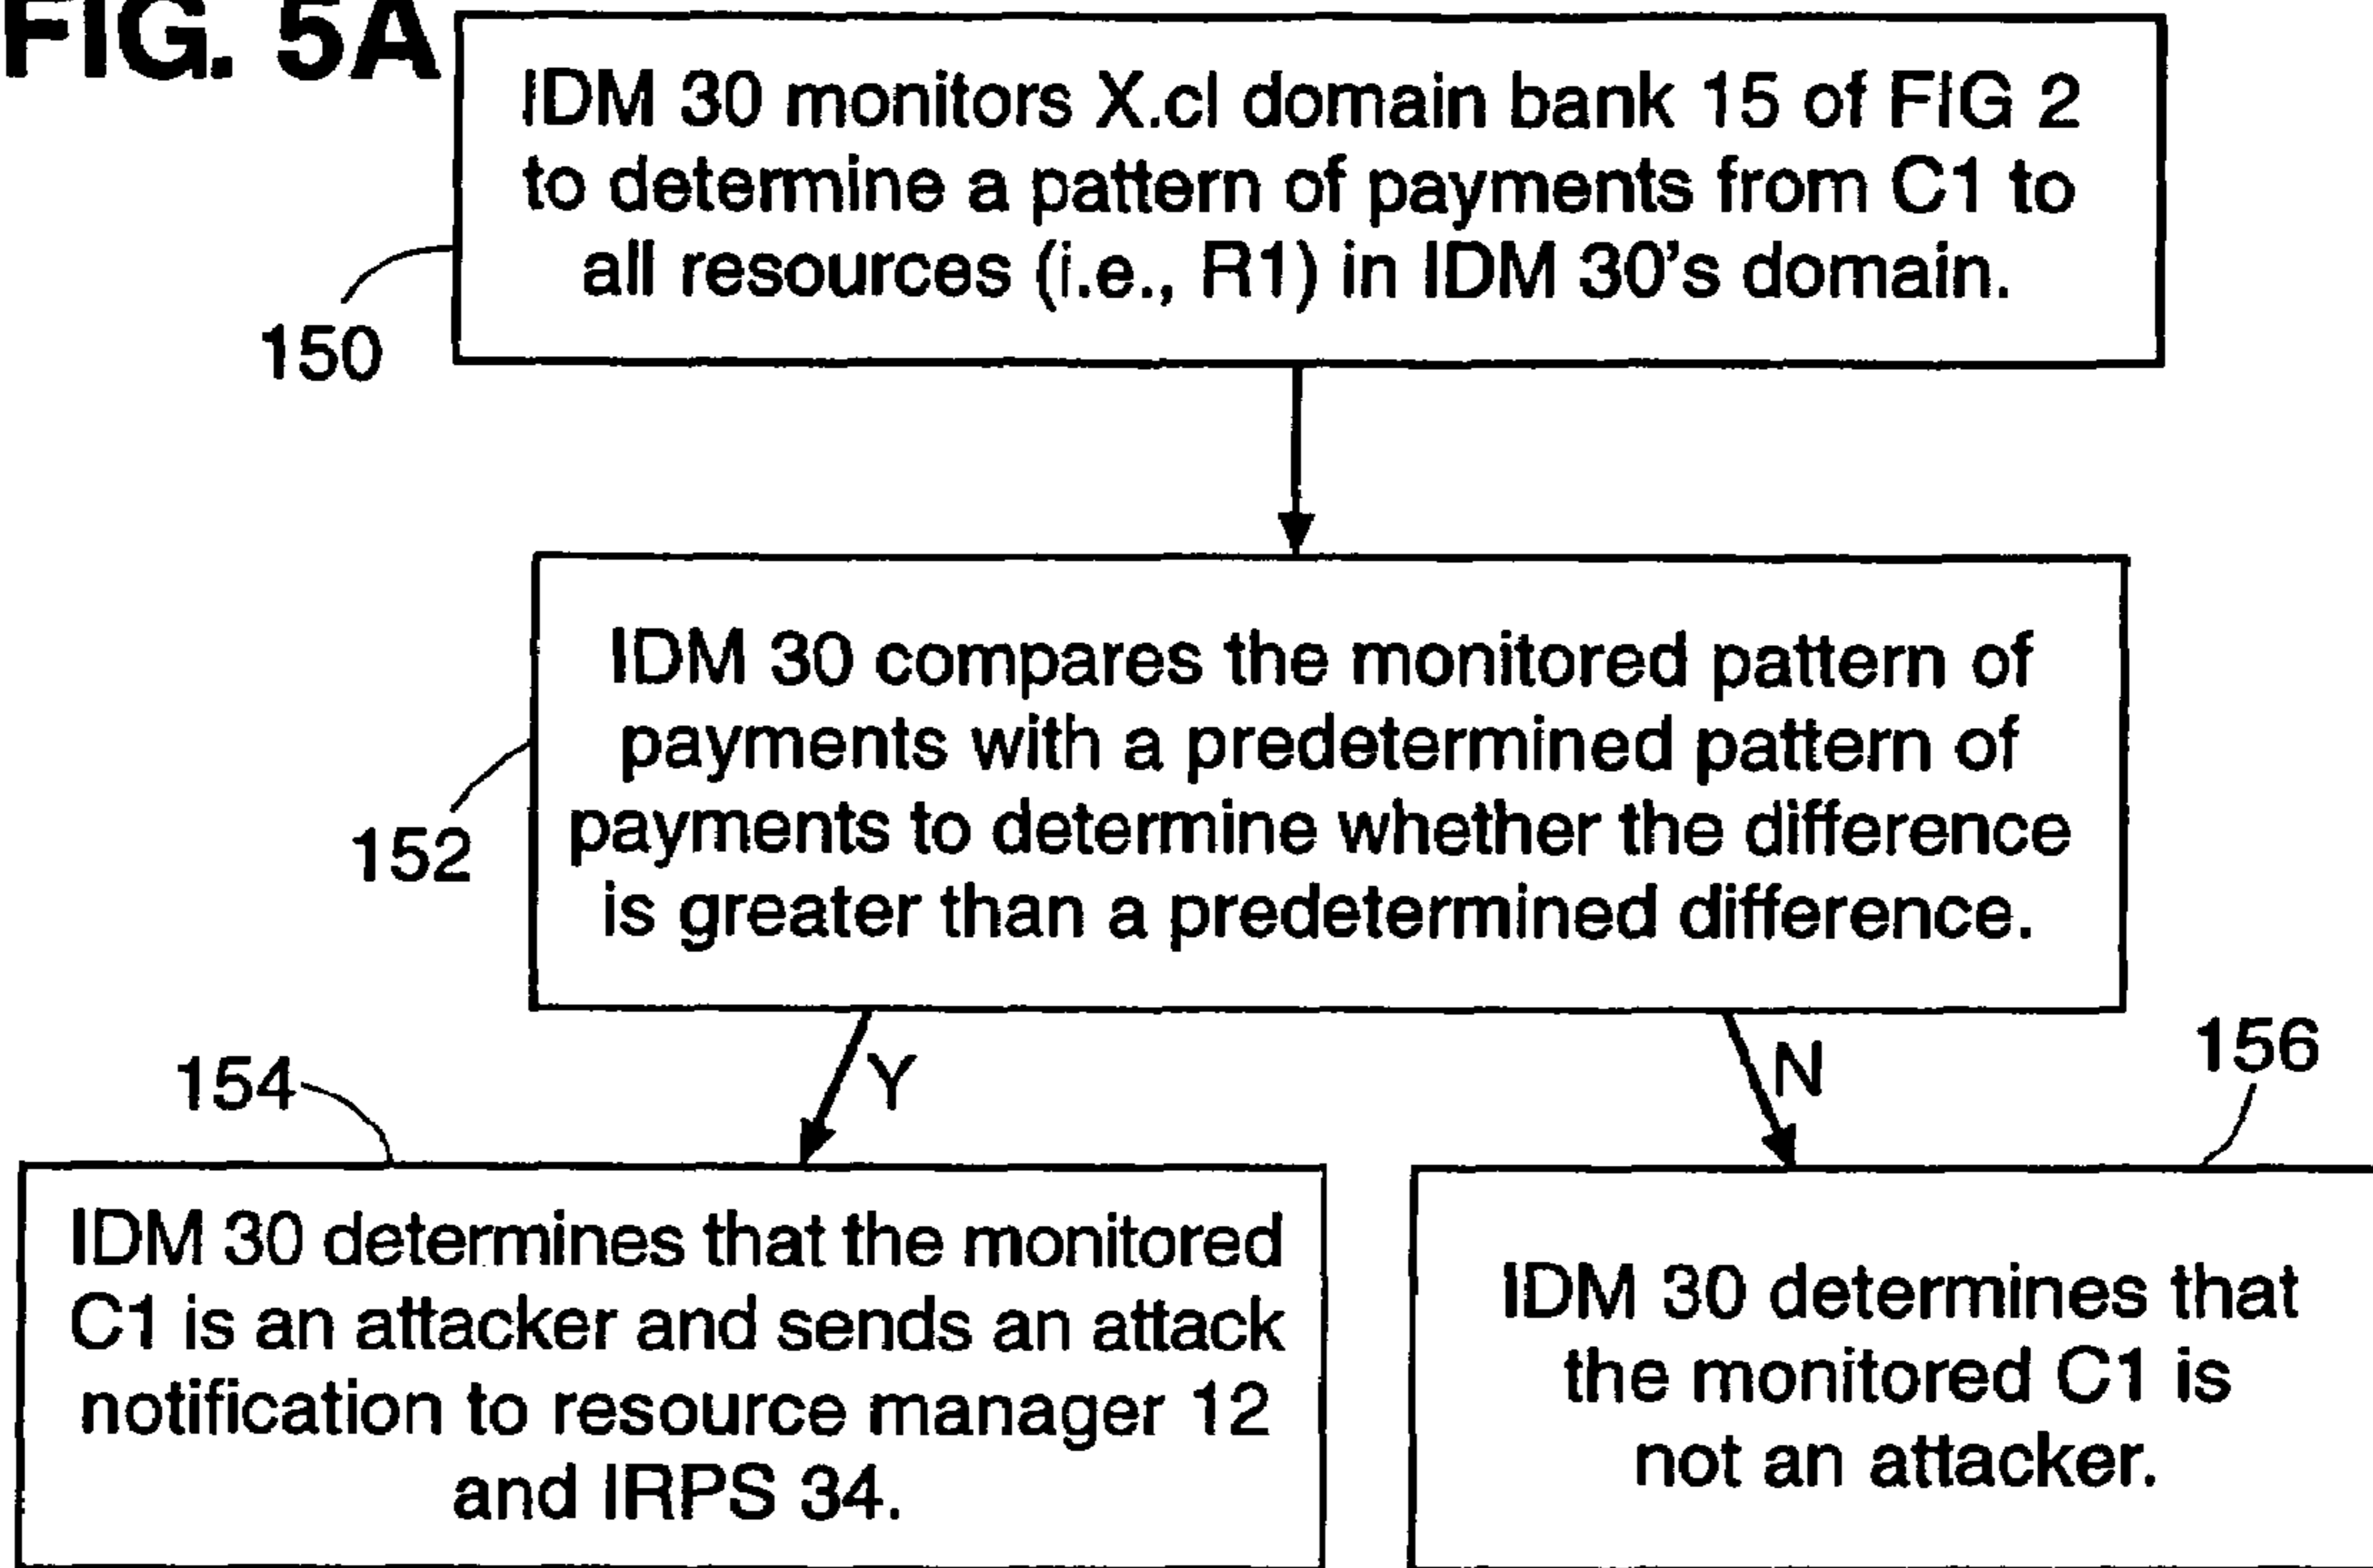 FIG. 5A
IDM 30 monitors X.cl domain bank 15 of FIG 2
to determine a pattern of payments from C1 to
all resources (i.e., R1) in IDM 30's domain.
150
IDM 30 compares the monitored pattern of
payments with a predetermined pattern of
payments to determine whether the difference
is greater than a predetermined difference.
152
Y
N
154
156
IDM 30 determines that the monitored
C1 is an attacker and sends an attack
notification to resource manager 12
and IRPS 34.
IDM 30 determines that
the monitored C1 is
not an attacker.